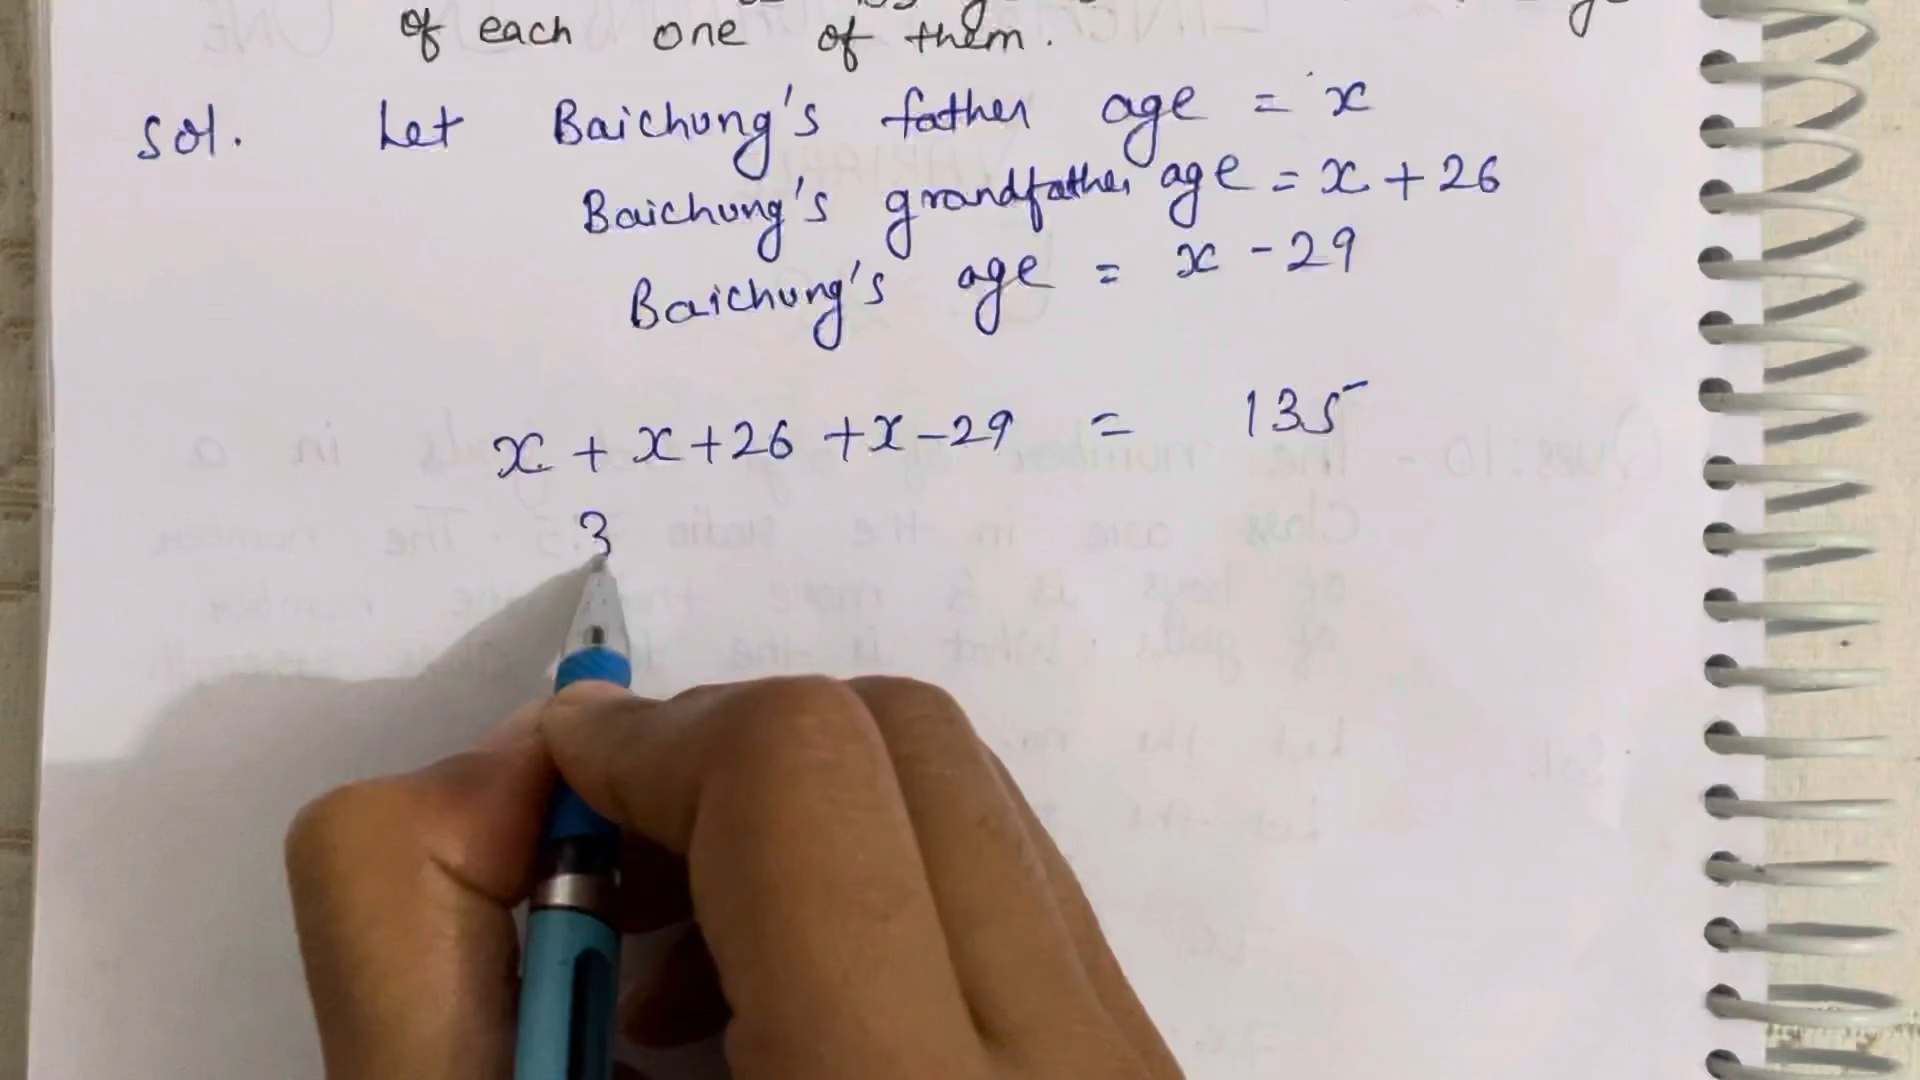 of each one of them.
Sol. Let Baichung's father age = x
Baichung's grandfather age = x + 26
Baichung's age = x - 29
x + x + 26 + x - 29 = 135
3